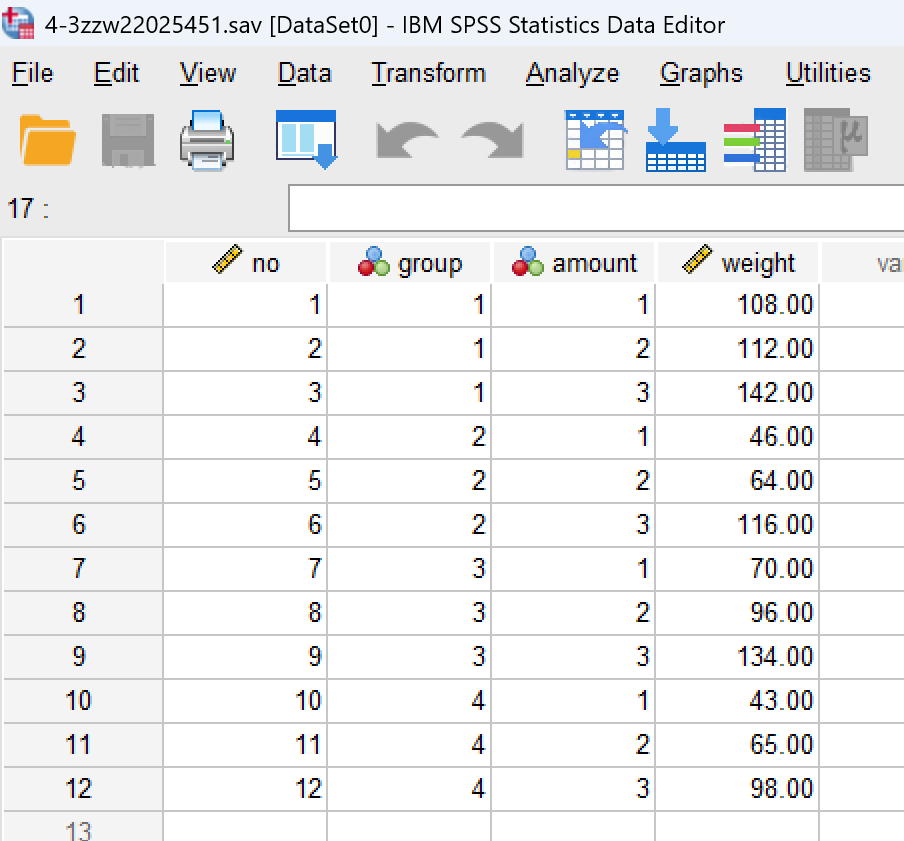 4-3zzw22025451.sav [DataSet0] - IBM SPSS Statistics Data Editor
File Edit View Data Transform Analyze Graphs Utilities
17 :
no group amount weight va
1 1 1 1 108.00
2 2 1 2 112.00
3 3 1 3 142.00
4 4 2 1 46.00
5 5 2 2 64.00
6 6 2 3 116.00
7 7 3 1 70.00
8 8 3 2 96.00
9 9 3 3 134.00
10 10 4 1 43.00
11 11 4 2 65.00
12 12 4 3 98.00
13